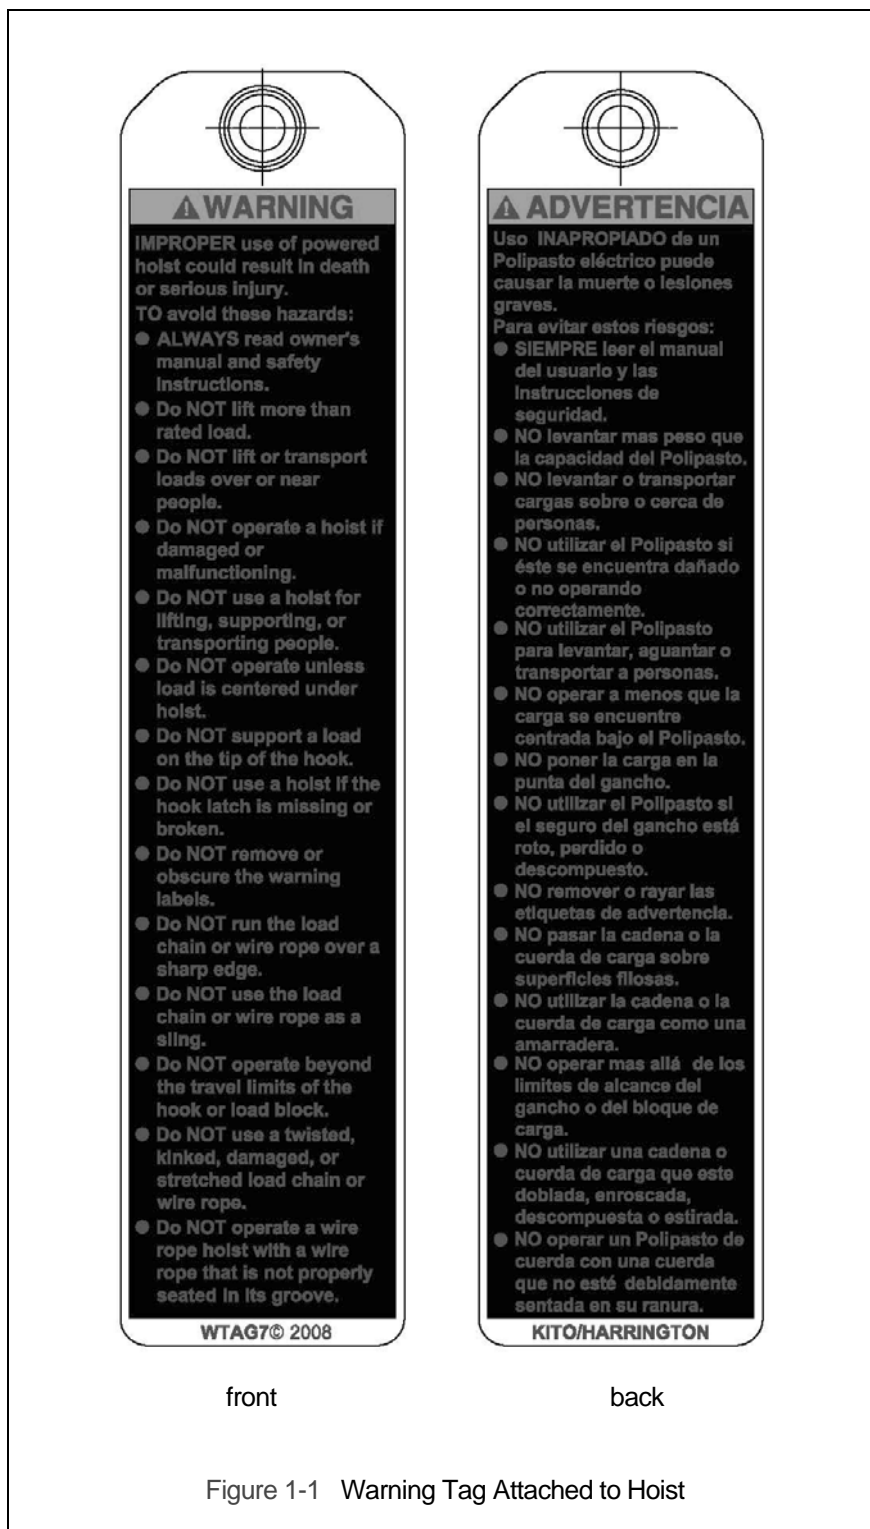 WARNING
IMPROPER use of powered
hoist could result in death
or serious injury.
TO avoid these hazards:
● ALWAYS read owner's
manual and safety
instructions.
● Do NOT lift more than
rated load.
● Do NOT lift or transport
loads over or near
people.
● Do NOT operate a hoist if
damaged or
malfunctioning.
● Do NOT use a hoist for
lifting, supporting, or
transporting people.
● Do NOT operate unless
load is centered under
hoist.
● Do NOT support a load
on the tip of the hook.
● Do NOT use a hoist if the
hook latch is missing or
broken.
● Do NOT remove or
obscure the warning
labels.
● Do NOT run the load
chain or wire rope over a
sharp edge.
● Do NOT use the load
chain or wire rope as a
sling.
● Do NOT operate beyond
the travel limits of the
hook or load block.
● Do NOT use a twisted,
kinked, damaged, or
stretched load chain or
wire rope.
● Do NOT operate a wire
rope hoist with a wire
rope that is not properly
seated in its groove.
WTAG7© 2008
front
ADVERTENCIA
Uso INAPROPIADO de un
Polipasto eléctrico puede
causar la muerte o lesiones
graves.
Para evitar estos riesgos:
● SIEMPRE leer el manual
del usuario y las
instrucciones de
seguridad.
● NO levantar mas peso que
la capacidad del Polipasto.
● NO levantar o transportar
cargas sobre o cerca de
personas.
● NO utilizar el Polipasto si
éste se encuentra dañado
o no operando
correctamente.
● NO utilizar el Polipasto
para levantar, aguantar o
transportar a personas.
● NO operar a menos que la
carga se encuentre
centrada bajo el Polipasto.
● NO poner la carga en la
punta del gancho.
● NO utilizar el Polipasto si
el seguro del gancho está
roto, perdido o
descompuesto.
● NO remover o rayar las
etiquetas de advertencia.
● NO pasar la cadena o la
cuerda de carga sobre
superficies filosas.
● NO utilizar la cadena o la
cuerda de carga como una
amarradera.
● NO operar mas allá de los
limites de alcance del
gancho o del bloque de
carga.
● NO utilizar una cadena o
cuerda de carga que este
doblada, enroscada,
descompuesta o estirada.
● NO operar un Polipasto de
cuerda con una cuerda
que no esté debidamente
sentada en su ranura.
KITO/HARRINGTON
back
Figure 1-1 Warning Tag Attached to Hoist